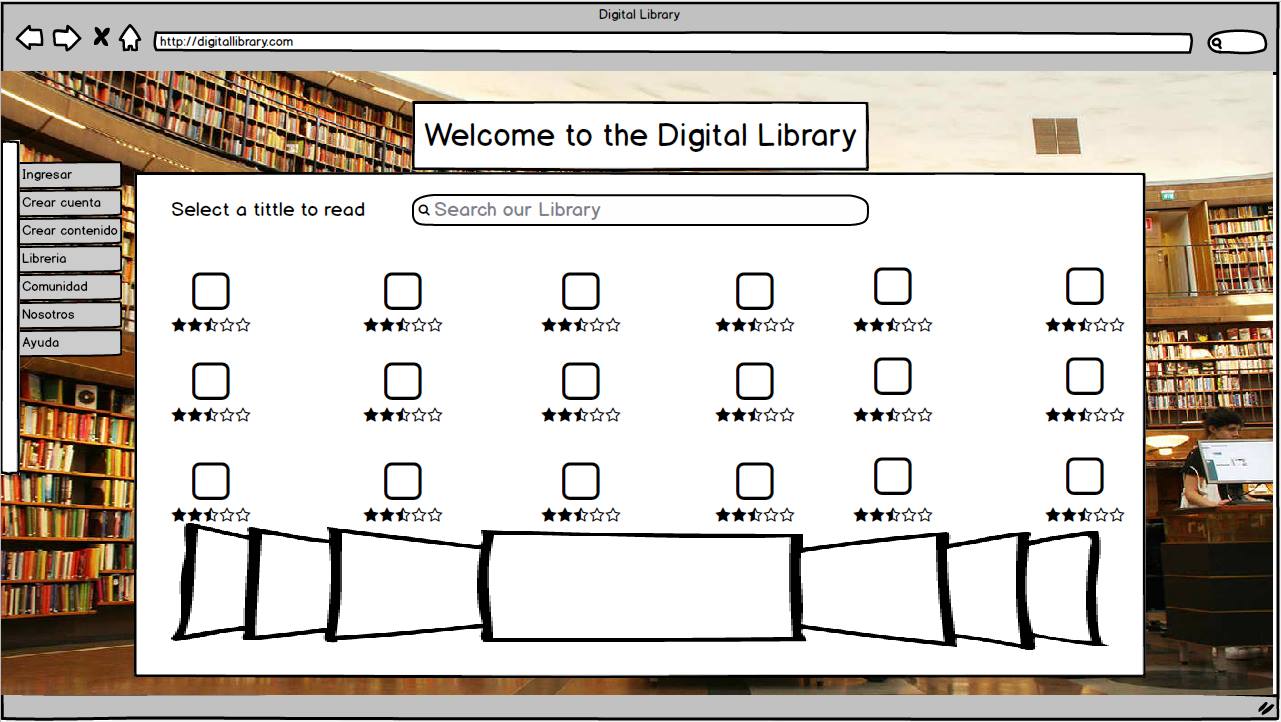 Digital Library
http://digitallibrary.com
Welcome to the Digital Library
Ingresar
Crear cuenta
Crear contenido
Libreria
Comunidad
Nosotros
Ayuda
Select a tittle to read
Search our Library